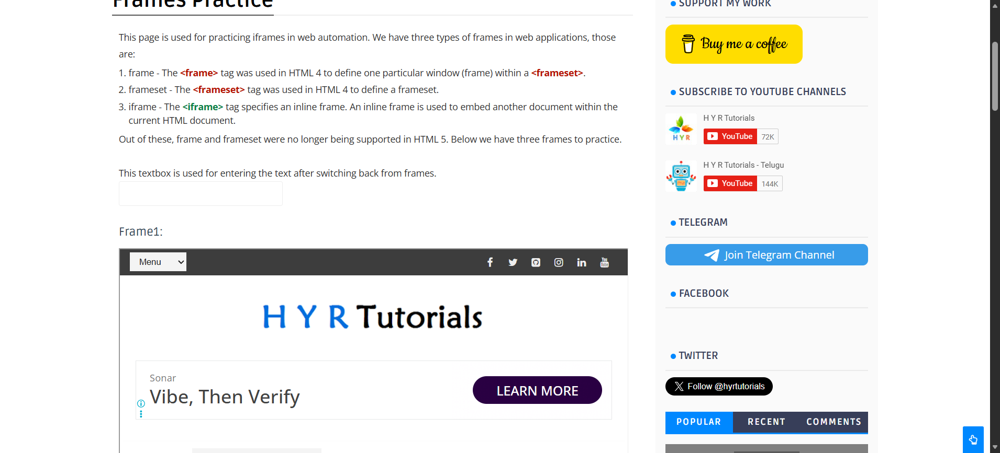 Frames Practice
This page is used for practicing iframes in web automation. We have three types of frames in web applications, those
are:
1. frame - The <frame> tag was used in HTML 4 to define one particular window (frame) within a <frameset>.
2. frameset - The <frameset> tag was used in HTML 4 to define a frameset.
3. iframe - The <iframe> tag specifies an inline frame. An inline frame is used to embed another document within the
current HTML document.
Out of these, frame and frameset were no longer being supported in HTML 5. Below we have three frames to practice.
This textbox is used for entering the text after switching back from frames.
Frame1:
Menu
You
Tube
H Y R Tutorials
Sonar
Vibe, Then Verify
LEARN MORE
SUPPORT MY WORK
Buy me a coffee
SUBSCRIBE TO YOUTUBE CHANNELS
H Y R Tutorials
HYR
YouTube 72K
H Y R Tutorials - Telugu
YouTube 144K
TELEGRAM
Join Telegram Channel
FACEBOOK
TWITTER
Follow @hyrtutorials
POPULAR RECENT COMMENTS